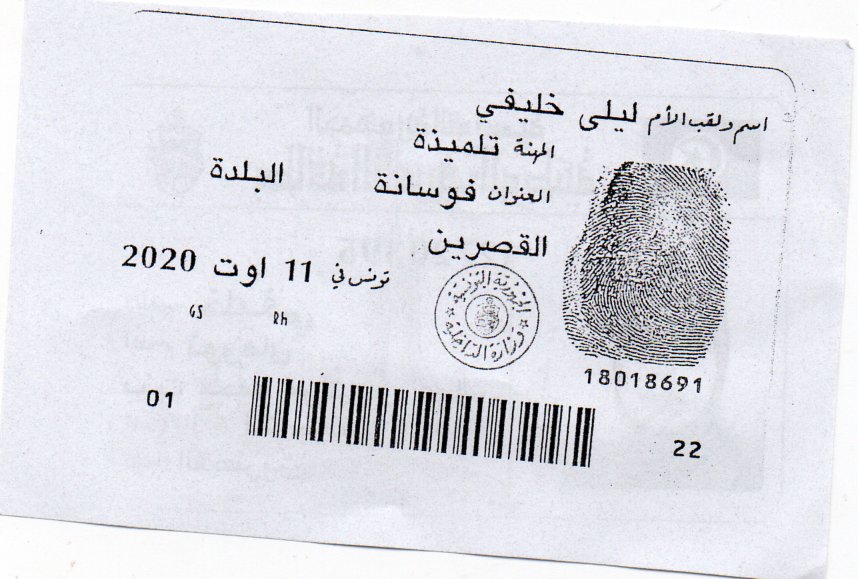 اسم ولقب الأم ليلى خليفي
المهنة تلميذة
العنوان فوسانة البلدة
القصرين
تونس في 11 اوت 2020
GS Rh
الجمهورية التونسية
وزارة الداخلية
18018691
01
22